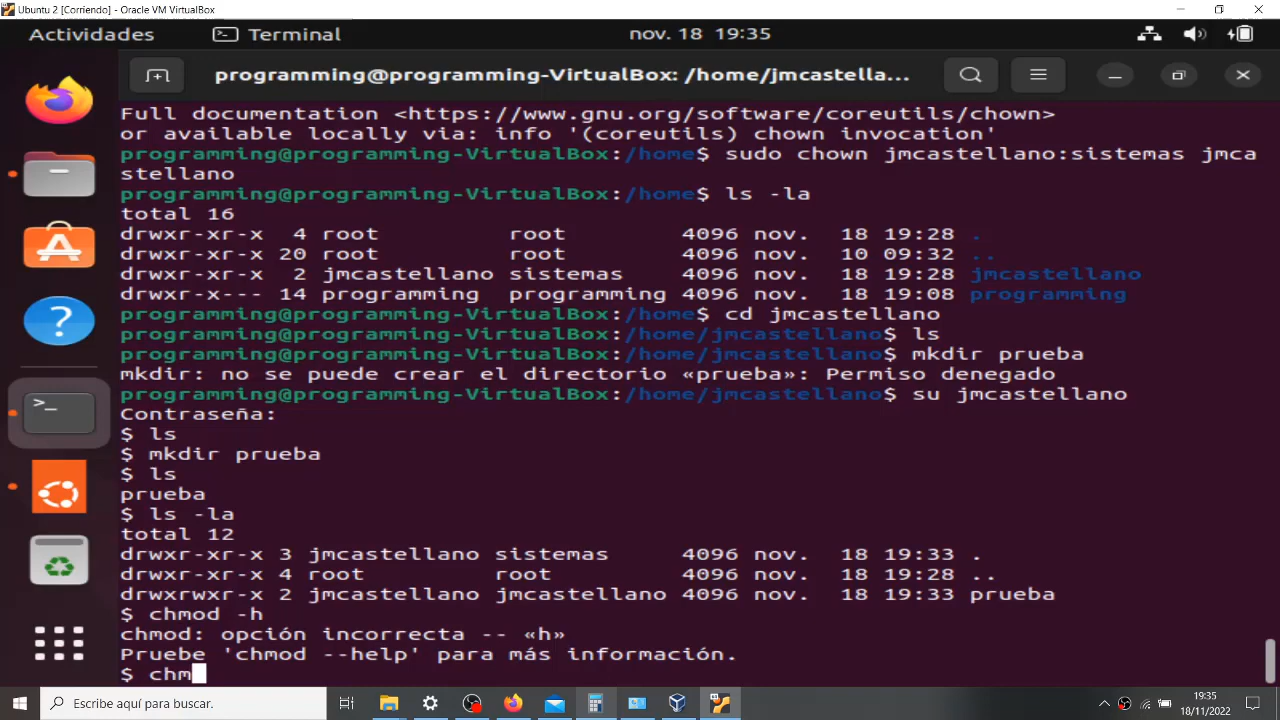 Ubuntu 2 [Corriendo] - Oracle VM VirtualBox
Actividades
Terminal
nov. 18 19:35
programming@programming-VirtualBox: /home/jmcastella...
Full documentation <https://www.gnu.org/software/coreutils/chown>
or available locally via: info '(coreutils) chown invocation'
programming@programming-VirtualBox:/home$ sudo chown jmcastellano:sistemas jmca
stellano
programming@programming-VirtualBox:/home$ ls -la
total 16
drwxr-xr-x  4 root         root         4096 nov.  18 19:28 .
drwxr-xr-x 20 root         root         4096 nov.  10 09:32 ..
drwxr-xr-x  2 jmcastellano sistemas     4096 nov.  18 19:28 jmcastellano
drwxr-x--- 14 programming  programming 4096 nov.  18 19:08 programming
programming@programming-VirtualBox:/home$ cd jmcastellano
programming@programming-VirtualBox:/home/jmcastellano$ ls
programming@programming-VirtualBox:/home/jmcastellano$ mkdir prueba
mkdir: no se puede crear el directorio «prueba»: Permiso denegado
programming@programming-VirtualBox:/home/jmcastellano$ su jmcastellano
Contraseña:
$ ls
$ mkdir prueba
$ ls
prueba
$ ls -la
total 12
drwxr-xr-x 3 jmcastellano sistemas     4096 nov.  18 19:33 .
drwxr-xr-x 4 root         root         4096 nov.  18 19:28 ..
drwxrwxr-x 2 jmcastellano jmcastellano 4096 nov.  18 19:33 prueba
$ chmod -h
chmod: opción incorrecta -- «h»
Pruebe 'chmod --help' para más información.
$ chm
Escribe aquí para buscar.
19:35
18/11/2022